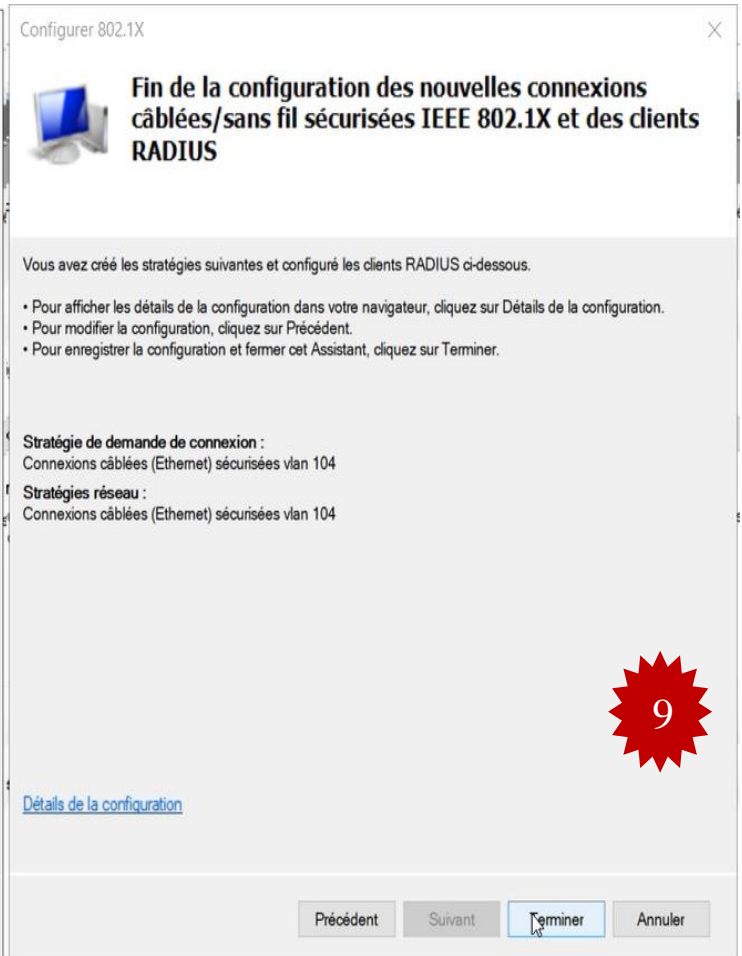 Configurer 802.1X
Fin de la configuration des nouvelles connexions
câblées/sans fil sécurisées IEEE 802.1X et des clients
RADIUS
Vous avez créé les stratégies suivantes et configuré les clients RADIUS ci-dessous.
• Pour afficher les détails de la configuration dans votre navigateur, cliquez sur Détails de la configuration.
• Pour modifier la configuration, cliquez sur Précédent.
• Pour enregistrer la configuration et fermer cet Assistant, cliquez sur Terminer.
Stratégie de demande de connexion :
Connexions câblées (Ethernet) sécurisées vlan 104
Stratégies réseau :
Connexions câblées (Ethernet) sécurisées vlan 104
9
Détails de la configuration
Précédent Suivant Terminer Annuler